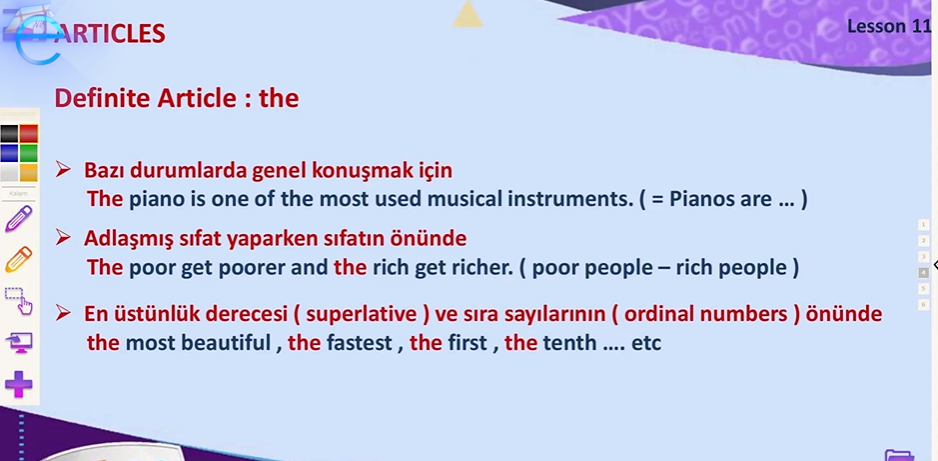 ARTICLES
Lesson 11
Definite Article : the
➢ Bazı durumlarda genel konuşmak için
The piano is one of the most used musical instruments. ( = Pianos are ... )
➢ Adlaşmış sıfat yaparken sıfatın önünde
The poor get poorer and the rich get richer. ( poor people – rich people )
➢ En üstünlük derecesi ( superlative ) ve sıra sayılarının ( ordinal numbers ) önünde
the most beautiful , the fastest , the first , the tenth .... etc
Kalem
1
2
3
4
5
6